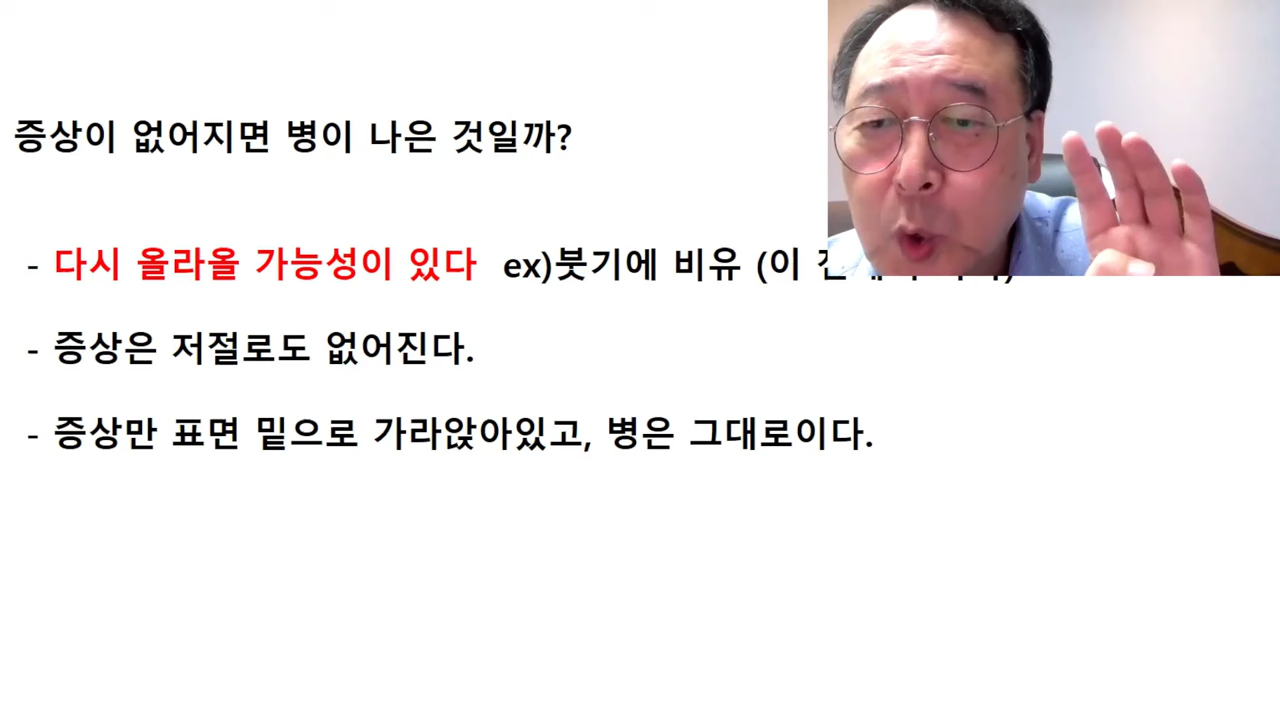 증상이 없어지면 병이 나은 것일까?
- 다시 올라올 가능성이 있다 ex)붓기에 비유 (이
- 증상은 저절로도 없어진다.
- 증상만 표면 밑으로 가라앉아있고, 병은 그대로이다.